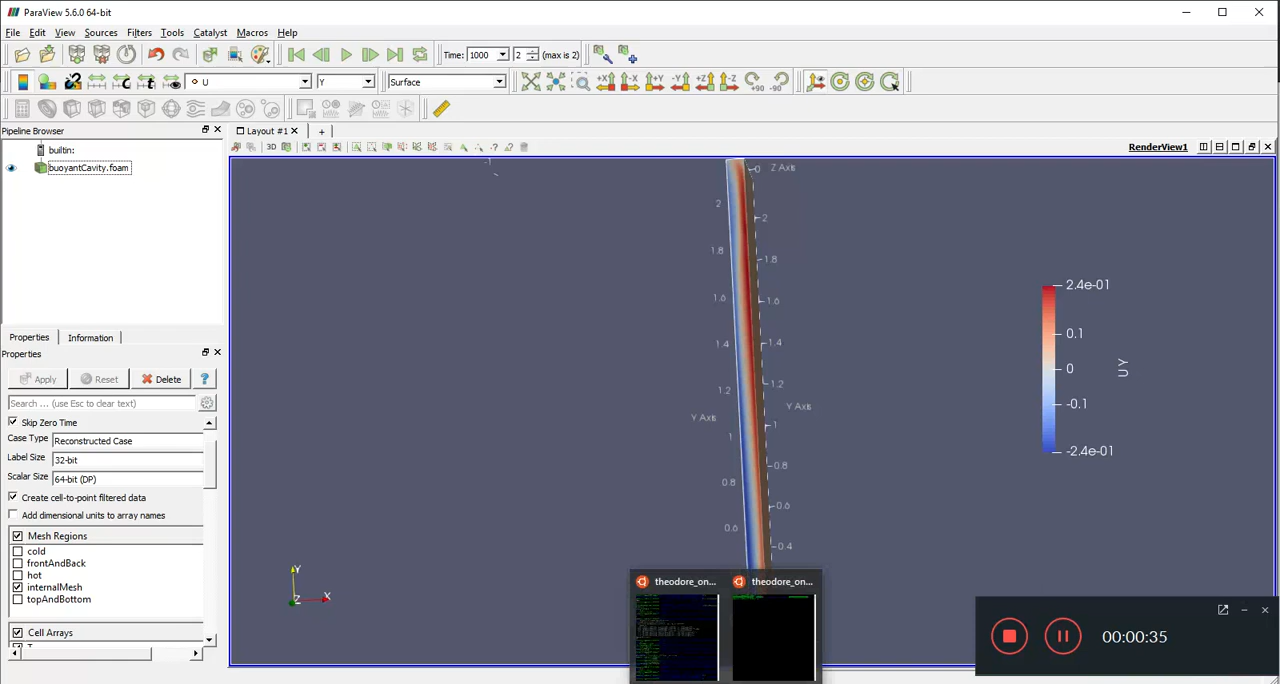 ParaView 5.6.0 64-bit
File Edit View Sources Filters Tools Catalyst Macros Help
Time: 1000 2 (max is 2)
U Y Surface
+X -X +Y -Y +Z -Z +90 -90
Pipeline Browser
builtin:
buoyantCavity.foam
Properties Information
Properties
Apply Reset Delete ?
Search ... (use Esc to clear text)
Skip Zero Time
Case Type Reconstructed Case
Label Size 32-bit
Scalar Size 64-bit (DP)
Create cell-to-point filtered data
Add dimensional units to array names
Mesh Regions
cold
frontAndBack
hot
internalMesh
topAndBottom
Cell Arrays
Layout #1 +
3D
RenderView1
-1
0 Z Axis
2 2
1.8 1.8
1.6 1.6
1.4 1.4
1.2 1.2
Y Axis Y Axis
1 1
0.8 0.8
0.6 0.6
0.4
2.4e-01
0.1
0
-0.1
-2.4e-01
UY
Y
Z X
theodore_on... theodore_on...
00:00:35